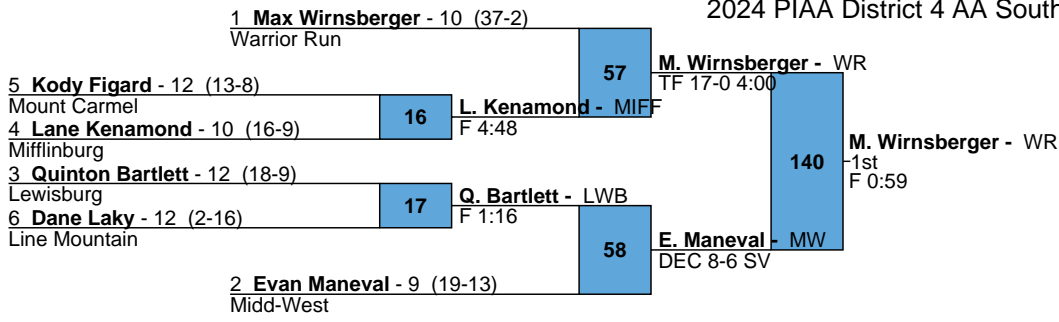 2024 PIAA District 4 AA South
1 Max Wirnsberger - 10 (37-2)
Warrior Run
57
M. Wirnsberger - WR
TF 17-0 4:00
5 Kody Figard - 12 (13-8)
Mount Carmel
16
L. Kenamond - MIFF
F 4:48
4 Lane Kenamond - 10 (16-9)
Mifflinburg
140
M. Wirnsberger - WR
1st
F 0:59
3 Quinton Bartlett - 12 (18-9)
Lewisburg
17
Q. Bartlett - LWB
F 1:16
6 Dane Laky - 12 (2-16)
Line Mountain
58
E. Maneval - MW
DEC 8-6 SV
2 Evan Maneval - 9 (19-13)
Midd-West